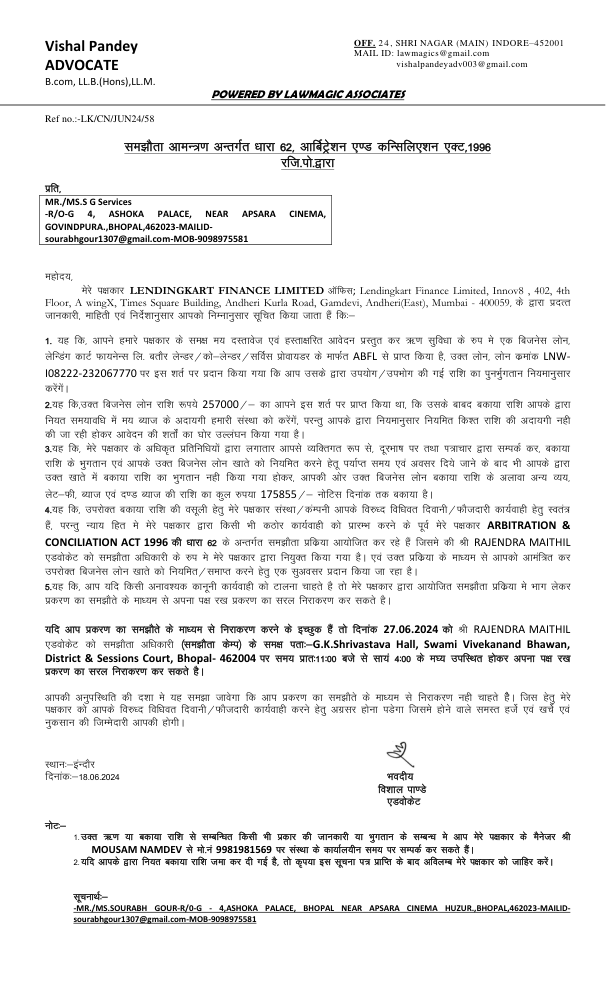 Vishal Pandey
ADVOCATE
B.com, LL.B.(Hons),LL.M.
OFF. 24, SHRI NAGAR (MAIN) INDORE–452001
MAIL ID: lawmagics@gmail.com
vishalpandeyadv003@gmail.com
POWERED BY LAWMAGIC ASSOCIATES
Ref no.:-LK/CN/JUN24/58
समझौता आमन्त्रण अन्तर्गत धारा 62, आर्बिट्रेशन एण्ड कन्सिलिएशन एक्ट,1996
रजि.पो.द्वारा
प्रति,
MR./MS.S G Services
-R/O-G 4, ASHOKA PALACE, NEAR APSARA CINEMA,
GOVINDPURA.,BHOPAL,462023-MAILID-
sourabhgour1307@gmail.com-MOB-9098975581
महोदय,
मेरे पक्षकार LENDINGKART FINANCE LIMITED ऑफिस; Lendingkart Finance Limited, Innov8 , 402, 4th
Floor, A wingX, Times Square Building, Andheri Kurla Road, Gamdevi, Andheri(East), Mumbai - 400059, के द्वारा प्रदत्त
जानकारी, माहिती एवं निर्देशानुसार आपको निम्नानुसार सूचित किया जाता हैं कि:–
1. यह कि, आपने हमारे पक्षकार के समक्ष मय दस्तावेज एवं हस्ताक्षरित आवेदन प्रस्तुत कर ऋण सुविधा के रुप मे एक बिजनेस लोन,
लेन्डिंग कार्ट फायनेन्स लि. बतौर लेन्डर/को–लेन्डर/सर्विस प्रोवायडर के मार्फत ABFL से प्राप्त किया है, उक्त लोन, लोन क्रमांक LNW-
I08222-232067770 पर इस शर्त पर प्रदान किया गया कि आप उसके द्वारा उपयोग/उपभोग की गई राशि का पुनर्भुगतान नियमानुसार
करेंगें।
2.यह कि,उक्त बिजनेस लोन राशि रूपये 257000/– का आपने इस शर्त पर प्राप्त किया था, कि उसके बाबद बकाया राशि आपके द्वारा
नियत समयावधि में मय ब्याज के अदायगी हमारी संस्था को करेंगें, परन्तु आपके द्वारा नियमानुसार नियमित किश्त राशि की अदायगी नही
की जा रही होकर आवेदन की शर्तों का घोर उल्लंघन किया गया है।
3.यह कि, मेरे पक्षकार के अधिकृत प्रतिनिधियों द्वारा लगातार आपसे व्यक्तिगत रूप से, दूरभाष पर तथा पत्राचार द्वारा सम्पर्क कर, बकाया
राशि के भुगतान एवं आपके उक्त बिजनेस लोन खाते को नियमित करने हेतू पर्याप्त समय एवं अवसर दिये जाने के बाद भी आपके द्वारा
उक्त खाते में बकाया राशि का भुगतान नही किया गया होकर, आपकी ओर उक्त बिजनेस लोन बकाया राशि के अलावा अन्य व्यय,
लेट–फी, ब्याज एवं दण्ड ब्याज की राशि का कुल रुपया 175855/– नोटिस दिनांक तक बकाया है।
4.यह कि, उपरोक्त बकाया राशि की वसूली हेतु मेरे पक्षकार संस्था/कंम्पनी आपके विरुध्द विधिवत दिवानी/फौजदारी कार्यवाही हेतु स्वतंत्र
हैं, परन्तु न्याय हित मे मेरे पक्षकार द्वारा किसी भी कठोर कार्यवाही को प्रारम्भ करने के पूर्व मेरे पक्षकार ARBITRATION &
CONCILIATION ACT 1996 की धारा 62 के अन्तर्गत समझौता प्रक्रिया आयोजित कर रहे हैं जिसमे की श्री RAJENDRA MAITHIL
एडवोकेट को समझौता अधिकारी के रुप मे मेरे पक्षकार द्वारा नियुक्त किया गया है। एवं उक्त प्रक्रिया के माध्यम से आपको आमंत्रित कर
उपरोक्त बिजनेस लोन खाते को नियमित/समाप्त करने हेतु एक सुअवसर प्रदान किया जा रहा है।
5.यह कि, आप यदि किसी अनावश्यक कानूनी कार्यवाही को टालना चाहते है तो मेरे पक्षकार द्वारा आयोजित समझौता प्रक्रिया मे भाग लेकर
प्रकरण का समझौते के माध्यम से अपना पक्ष रख प्रकरण का सरल निराकरण कर सकते है।
यदि आप प्रकरण का समझौते के माध्यम से निराकरण करने के इच्छुक हैं तो दिनांक 27.06.2024 को श्री RAJENDRA MAITHIL
एडवोकेट को समझौता अधिकारी (समझौता केम्प) के समक्ष पताः–G.K.Shrivastava Hall, Swami Vivekanand Bhawan,
District & Sessions Court, Bhopal- 462004 पर समय प्रातः11:00 बजे से सायं 4:00 के मघ्य उपस्थित होकर अपना पक्ष रख
प्रकरण का सरल निराकरण कर सकते है।
आपकी अनुपस्थिति की दशा मे यह समझा जावेगा कि आप प्रकरण का समझौते के माध्यम से निराकरण नही चाहते है। जिस हेतु मेरे
पक्षकार को आपके विरुध्द विधिवत दिवानी/फौजदारी कार्यवाही करने हेतु अग्रसर होना पडेगा जिसमे होने वाले समस्त हर्जे एवं खर्चे एवं
नुकसान की जिम्मेदारी आपकी होगी।
स्थानः–इंन्दौर
दिनांकः–18.06.2024
भवदीय
विशाल पाण्डे
एडवोकेट
नोटः–
1.उक्त ऋण या बकाया राशि से सम्बन्धित किसी भी प्रकार की जानकारी या भुगतान के सम्बन्ध मे आप मेरे पक्षकार के मैनेजर श्री
MOUSAM NAMDEV से मो.नं 9981981569 पर संस्था के कार्यालयीन समय पर सम्पर्क कर सकते हैं।
2.यदि आपके द्वारा नियत बकाया राशि जमा कर दी गई है, तो कृपया इस सूचना पत्र प्राप्ति के बाद अविलम्ब मेरे पक्षकार को जाहिर करें।
सूचनार्थः–
-MR./MS.SOURABH GOUR-R/0-G - 4,ASHOKA PALACE, BHOPAL NEAR APSARA CINEMA HUZUR.,BHOPAL,462023-MAILID-
sourabhgour1307@gmail.com-MOB-9098975581